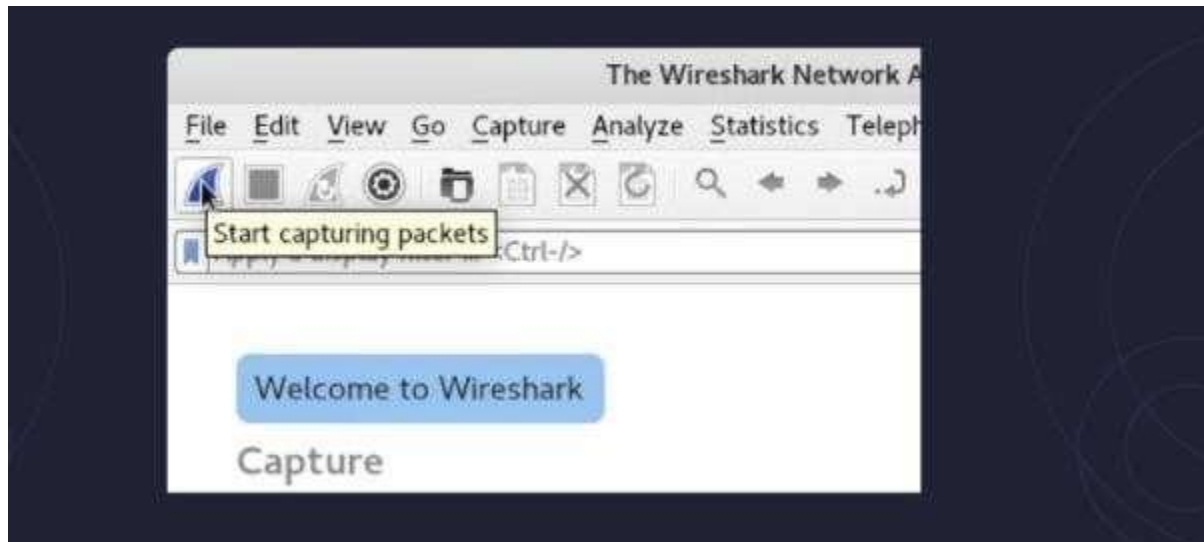 The Wireshark Network A
File Edit View Go Capture Analyze Statistics Teleph
Start capturing packets
<Ctrl-/>
Welcome to Wireshark
Capture